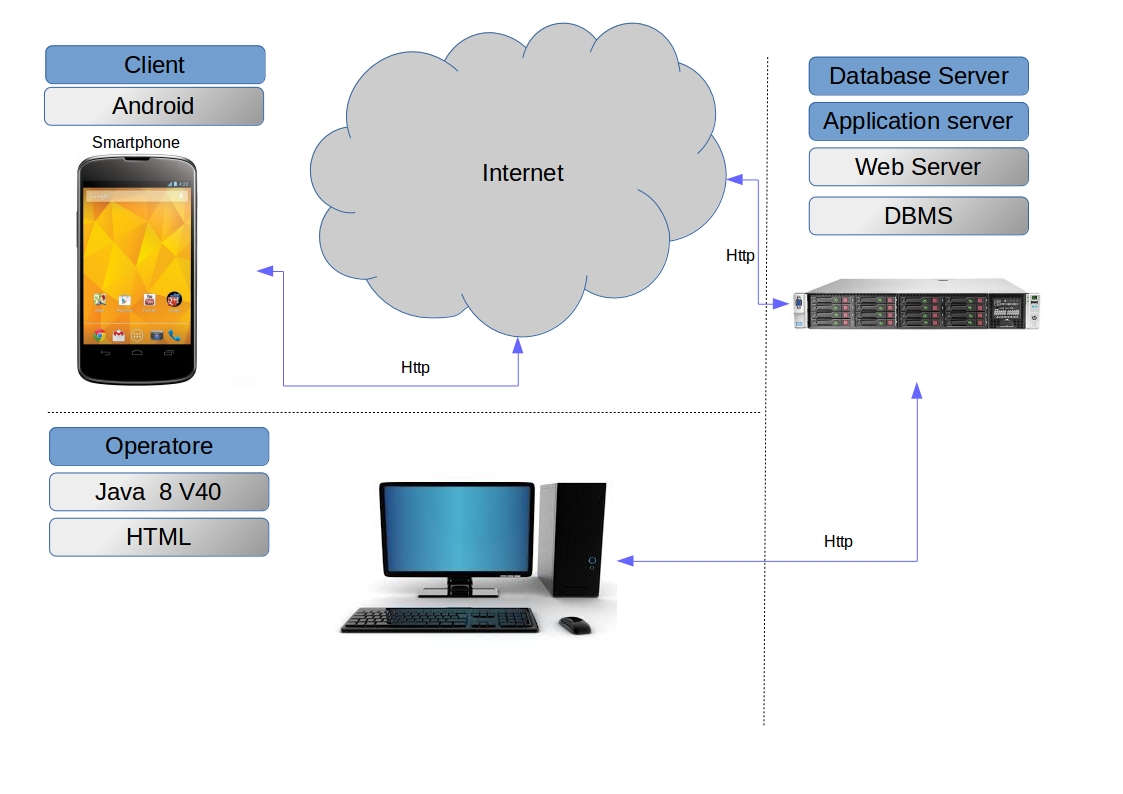 Client
Android
Smartphone
Internet
Http
Http
Database Server
Application server
Web Server
DBMS
Operatore
Java  8 V40
HTML
Http